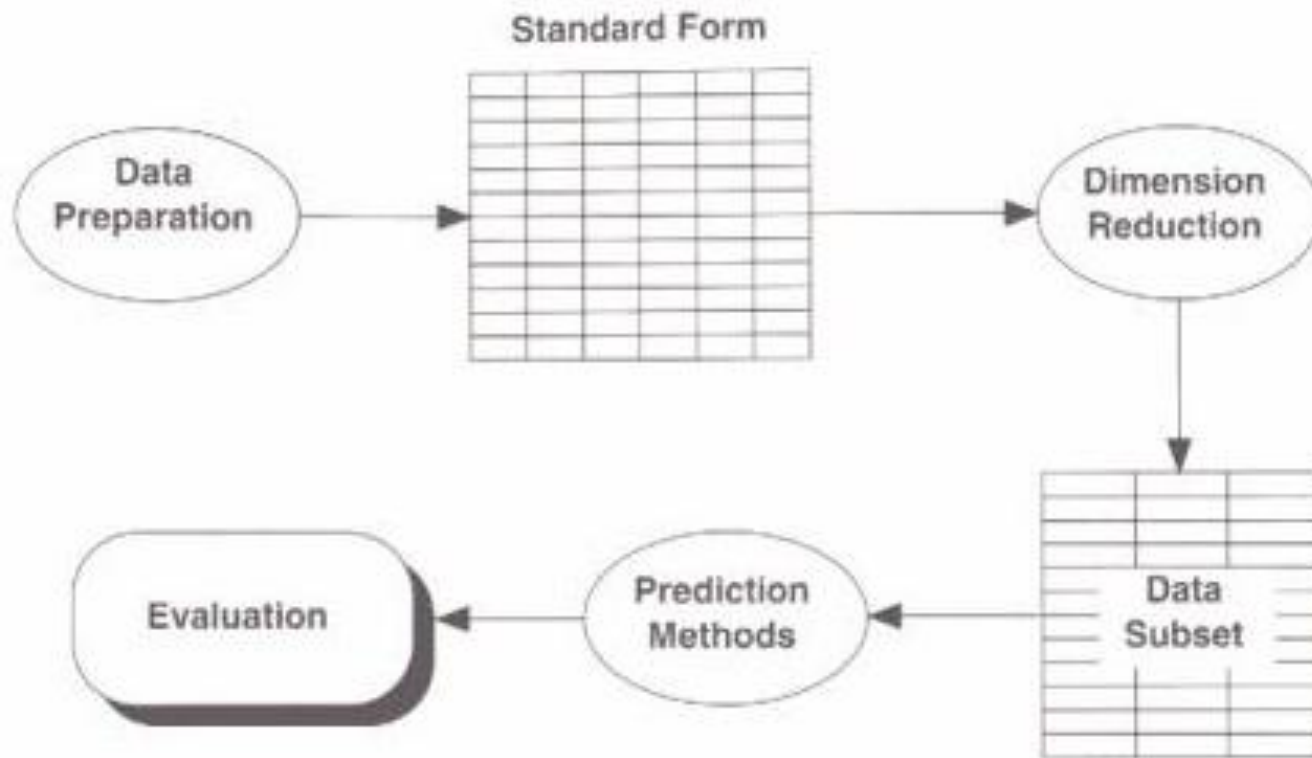 Standard Form
Data
Preparation
Dimension
Reduction
Data
Subset
Prediction
Methods
Evaluation